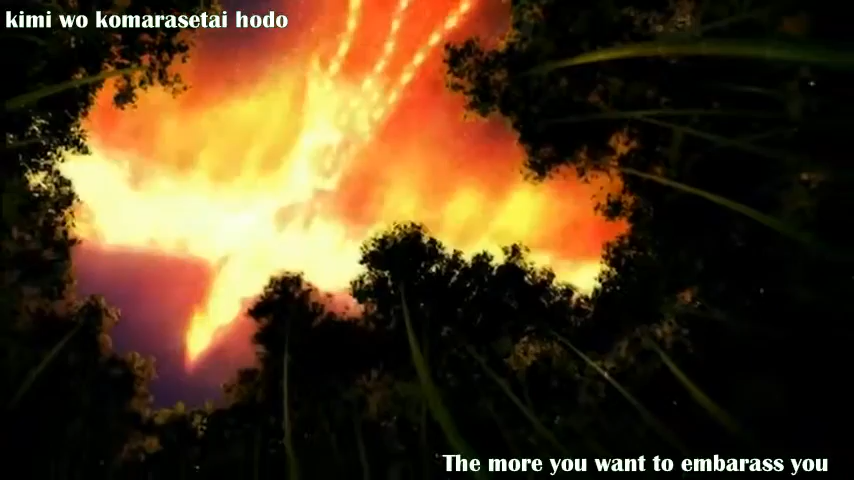 kimi wo komarasetai hodo
The more you want to embarass you